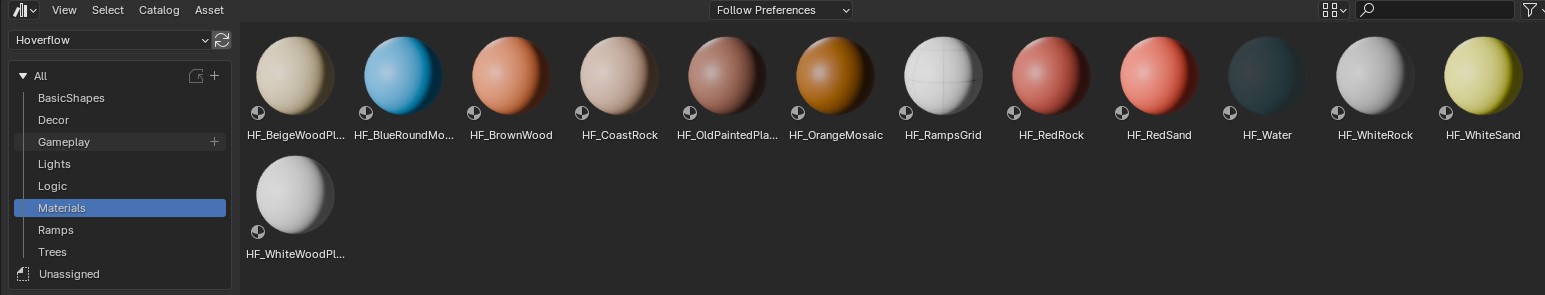 View Select Catalog Asset Follow Preferences
Hoverflow
All
BasicShapes
Decor
Gameplay
Lights
Logic
Materials
Ramps
Trees
Unassigned
HF_BeigeWoodPl... HF_BlueRoundMo... HF_BrownWood HF_CoastRock HF_OldPaintedPla... HF_OrangeMosaic HF_RampsGrid HF_RedRock HF_RedSand HF_Water HF_WhiteRock HF_WhiteSand
HF_WhiteWoodPl...